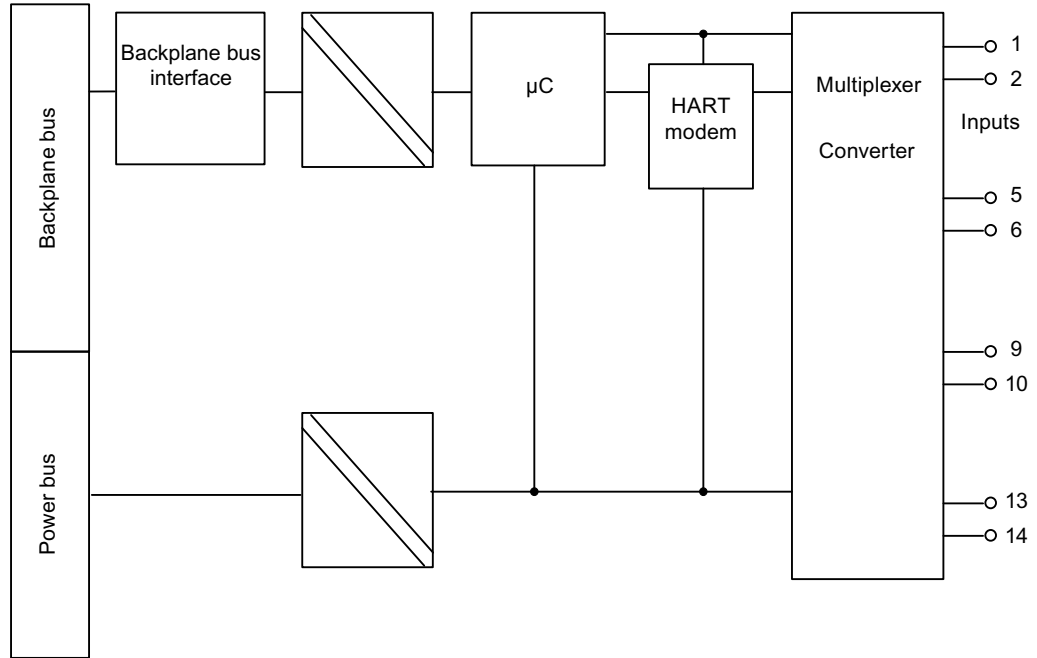 Backplane bus
Backplane bus
interface
µC
HART
modem
Multiplexer
Converter
1
2
Inputs
5
6
9
10
13
14
Power bus